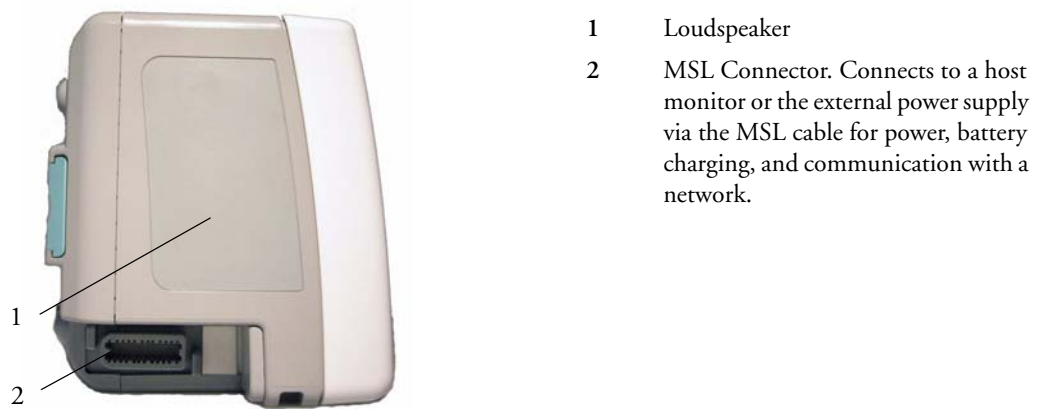 1 Loudspeaker
2 MSL Connector. Connects to a host
monitor or the external power supply
via the MSL cable for power, battery
charging, and communication with a
network.
1
2